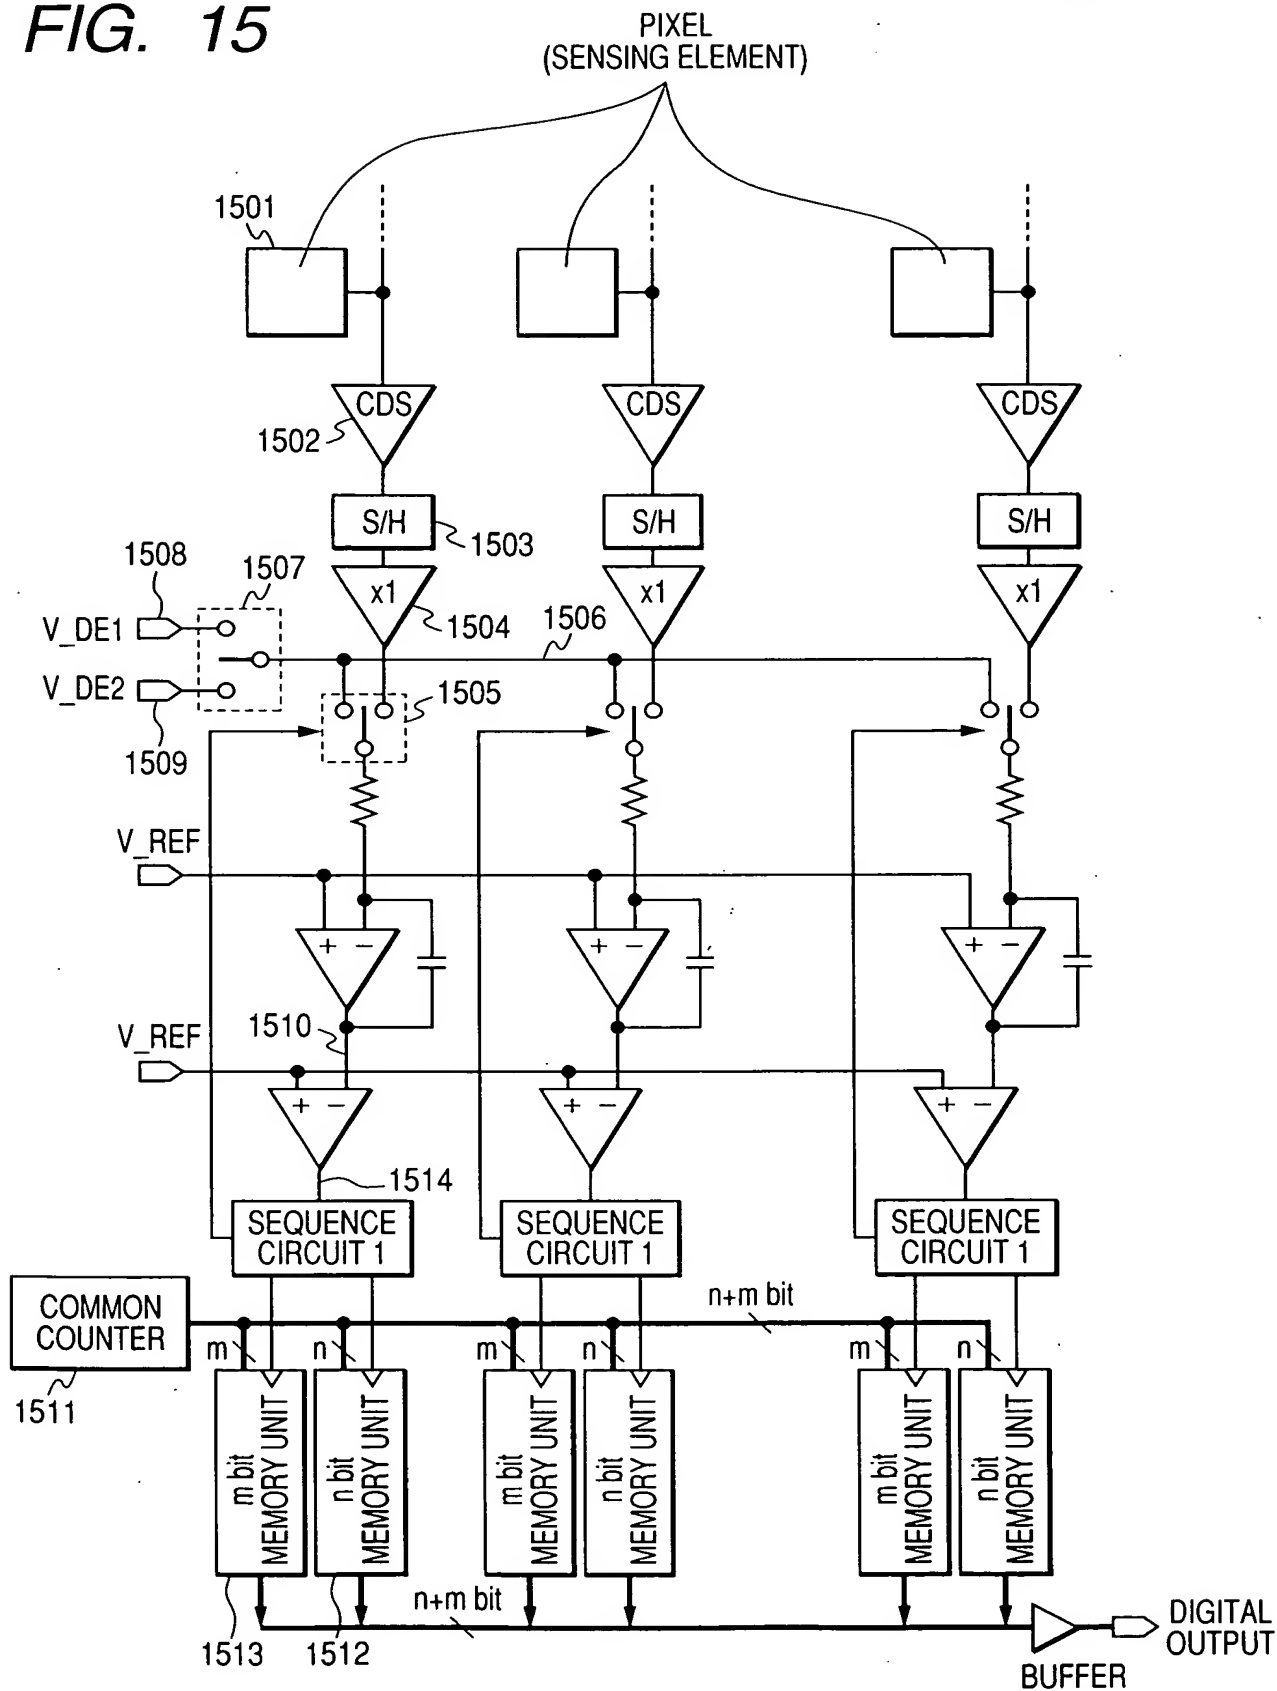 FIG. 15
PIXEL
(SENSING ELEMENT)
1501
CDS
CDS
CDS
1502
S/H
S/H
S/H
1503
1508
1507
x1
x1
x1
1504
1506
V_DE1
V_DE2
1505
1509
V_REF
+ −
+ −
+ −
1510
V_REF
+ −
+ −
+ −
1514
SEQUENCE
CIRCUIT 1
SEQUENCE
CIRCUIT 1
SEQUENCE
CIRCUIT 1
COMMON
COUNTER
n+m bit
m
n
m
n
m
n
1511
m bit
MEMORY UNIT
n bit
MEMORY UNIT
m bit
MEMORY UNIT
n bit
MEMORY UNIT
m bit
MEMORY UNIT
n bit
MEMORY UNIT
n+m bit
1513
1512
BUFFER
DIGITAL
OUTPUT